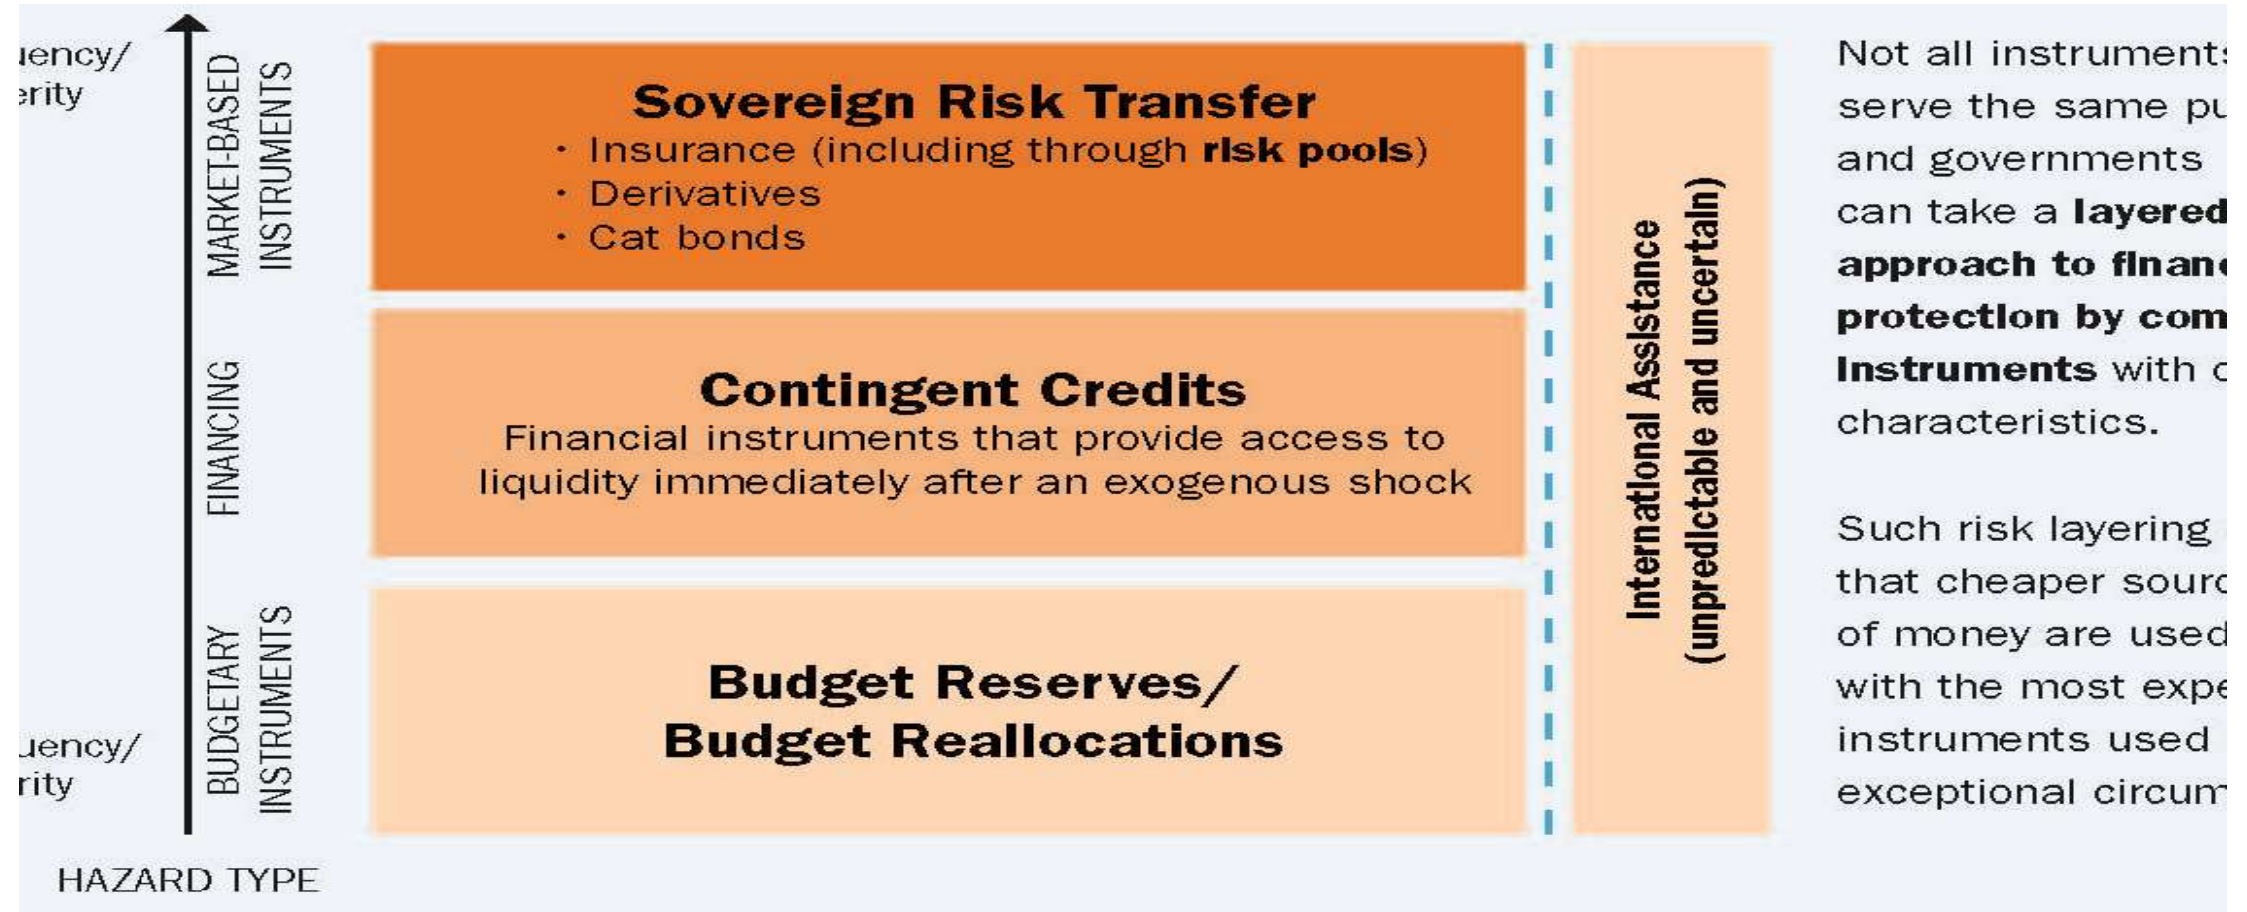 uency/
erity
MARKET-BASED
INSTRUMENTS
Sovereign Risk Transfer
· Insurance (including through risk pools)
· Derivatives
· Cat bonds
FINANCING
Contingent Credits
Financial instruments that provide access to
liquidity immediately after an exogenous shock
uency/
rity
BUDGETARY
INSTRUMENTS
Budget Reserves/
Budget Reallocations
HAZARD TYPE
International Assistance
(unpredictable and uncertain)
Not all instruments
serve the same pu
and governments
can take a layered
approach to financ
protection by com
instruments with
characteristics.
Such risk layering
that cheaper sourc
of money are used
with the most expe
instruments used
exceptional circum